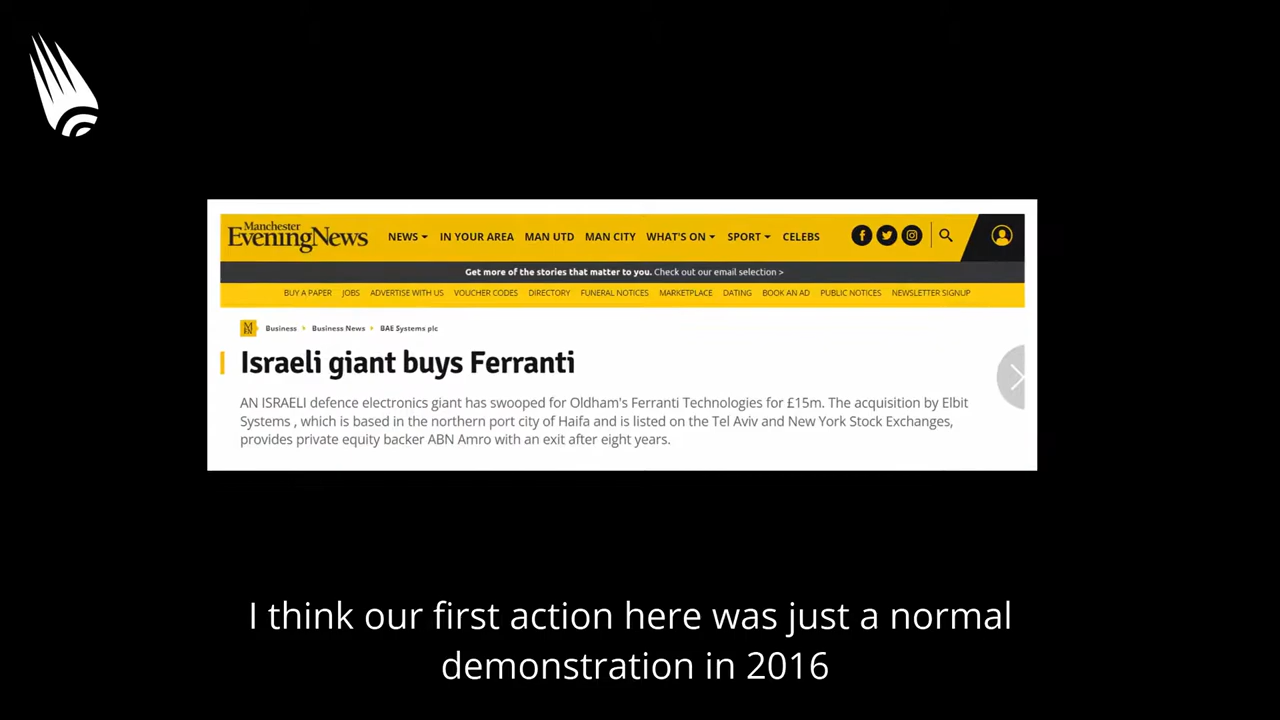 Manchester
EveningNews
NEWS IN YOUR AREA MAN UTD MAN CITY WHAT'S ON SPORT CELEBS
Get more of the stories that matter to you. Check out our email selection >
BUY A PAPER JOBS ADVERTISE WITH US VOUCHER CODES DIRECTORY FUNERAL NOTICES MARKETPLACE DATING BOOK AN AD PUBLIC NOTICES NEWSLETTER SIGNUP
MEN Business Business News BAE Systems plc
Israeli giant buys Ferranti
AN ISRAELI defence electronics giant has swooped for Oldham's Ferranti Technologies for £15m. The acquisition by Elbit
Systems , which is based in the northern port city of Haifa and is listed on the Tel Aviv and New York Stock Exchanges,
provides private equity backer ABN Amro with an exit after eight years.
I think our first action here was just a normal
demonstration in 2016